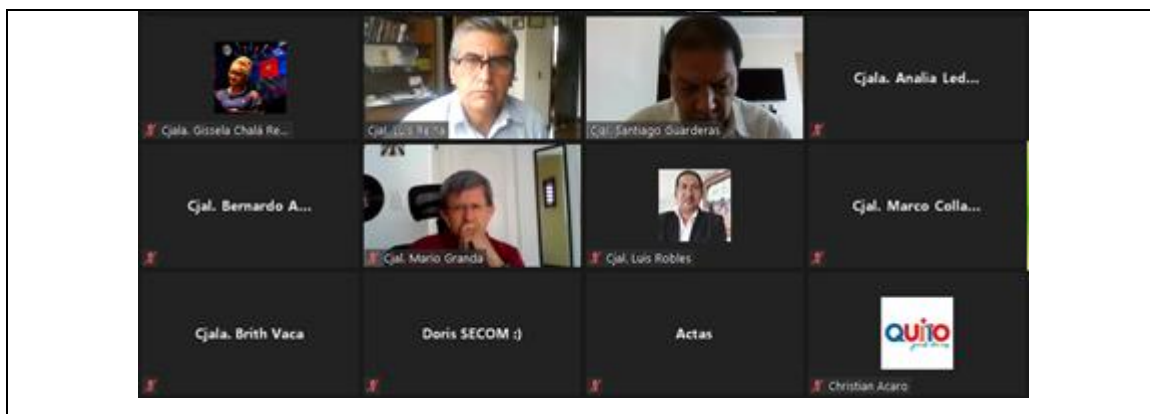 Cjala. Gissela Chalá Re...
Cjal. Luis Reina
Cjal. Santiago Guarderas
Cjala. Analia Led...
Cjal. Bernardo A...
Cjal. Mario Granda
Cjal. Luis Robles
Cjal. Marco Colla...
Cjala. Brith Vaca
Doris SECOM :)
Actas
QUITO
Christian Acaro